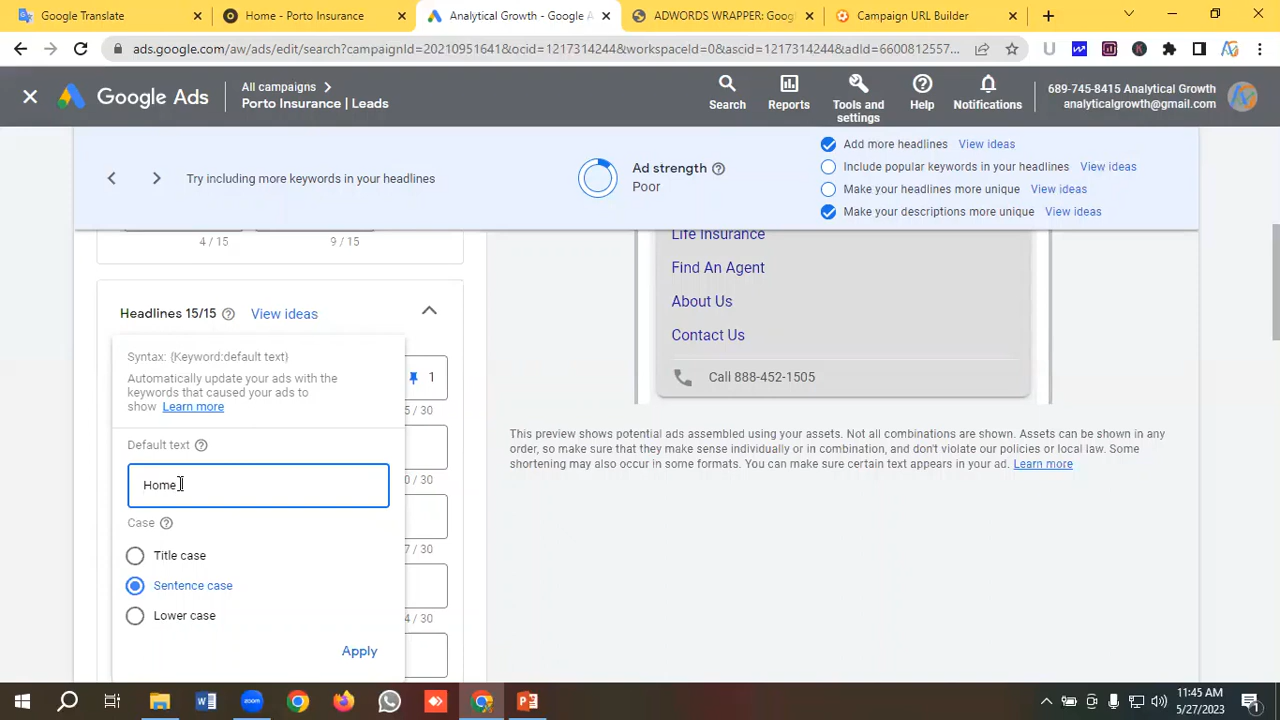 Google Translate
Home - Porto Insurance
Analytical Growth - Google A
ADWORDS WRAPPER: Goog
Campaign URL Builder
ads.google.com/aw/ads/edit/search?campaignId=20210951641&ocid=1217314244&workspaceId=0&ascid=1217314244&adId=6600812557...
Google Ads
All campaigns
Porto Insurance | Leads
Search
Reports
Tools and settings
Help
Notifications
689-745-8415 Analytical Growth
analyticalgrowth@gmail.com
Try including more keywords in your headlines
Ad strength
Poor
Add more headlines View ideas
Include popular keywords in your headlines View ideas
Make your headlines more unique View ideas
Make your descriptions more unique View ideas
4 / 15
9 / 15
Headlines 15/15
View ideas
Syntax: {Keyword:default text}
Automatically update your ads with the
keywords that caused your ads to
show Learn more
Default text
Home
Case
Title case
Sentence case
Lower case
Apply
1
5 / 30
0 / 30
7 / 30
4 / 30
Life Insurance
Find An Agent
About Us
Contact Us
Call 888-452-1505
This preview shows potential ads assembled using your assets. Not all combinations are shown. Assets can be shown in any
order, so make sure that they make sense individually or in combination, and don't violate our policies or local law. Some
shortening may also occur in some formats. You can make sure certain text appears in your ad. Learn more
11:45 AM
5/27/2023